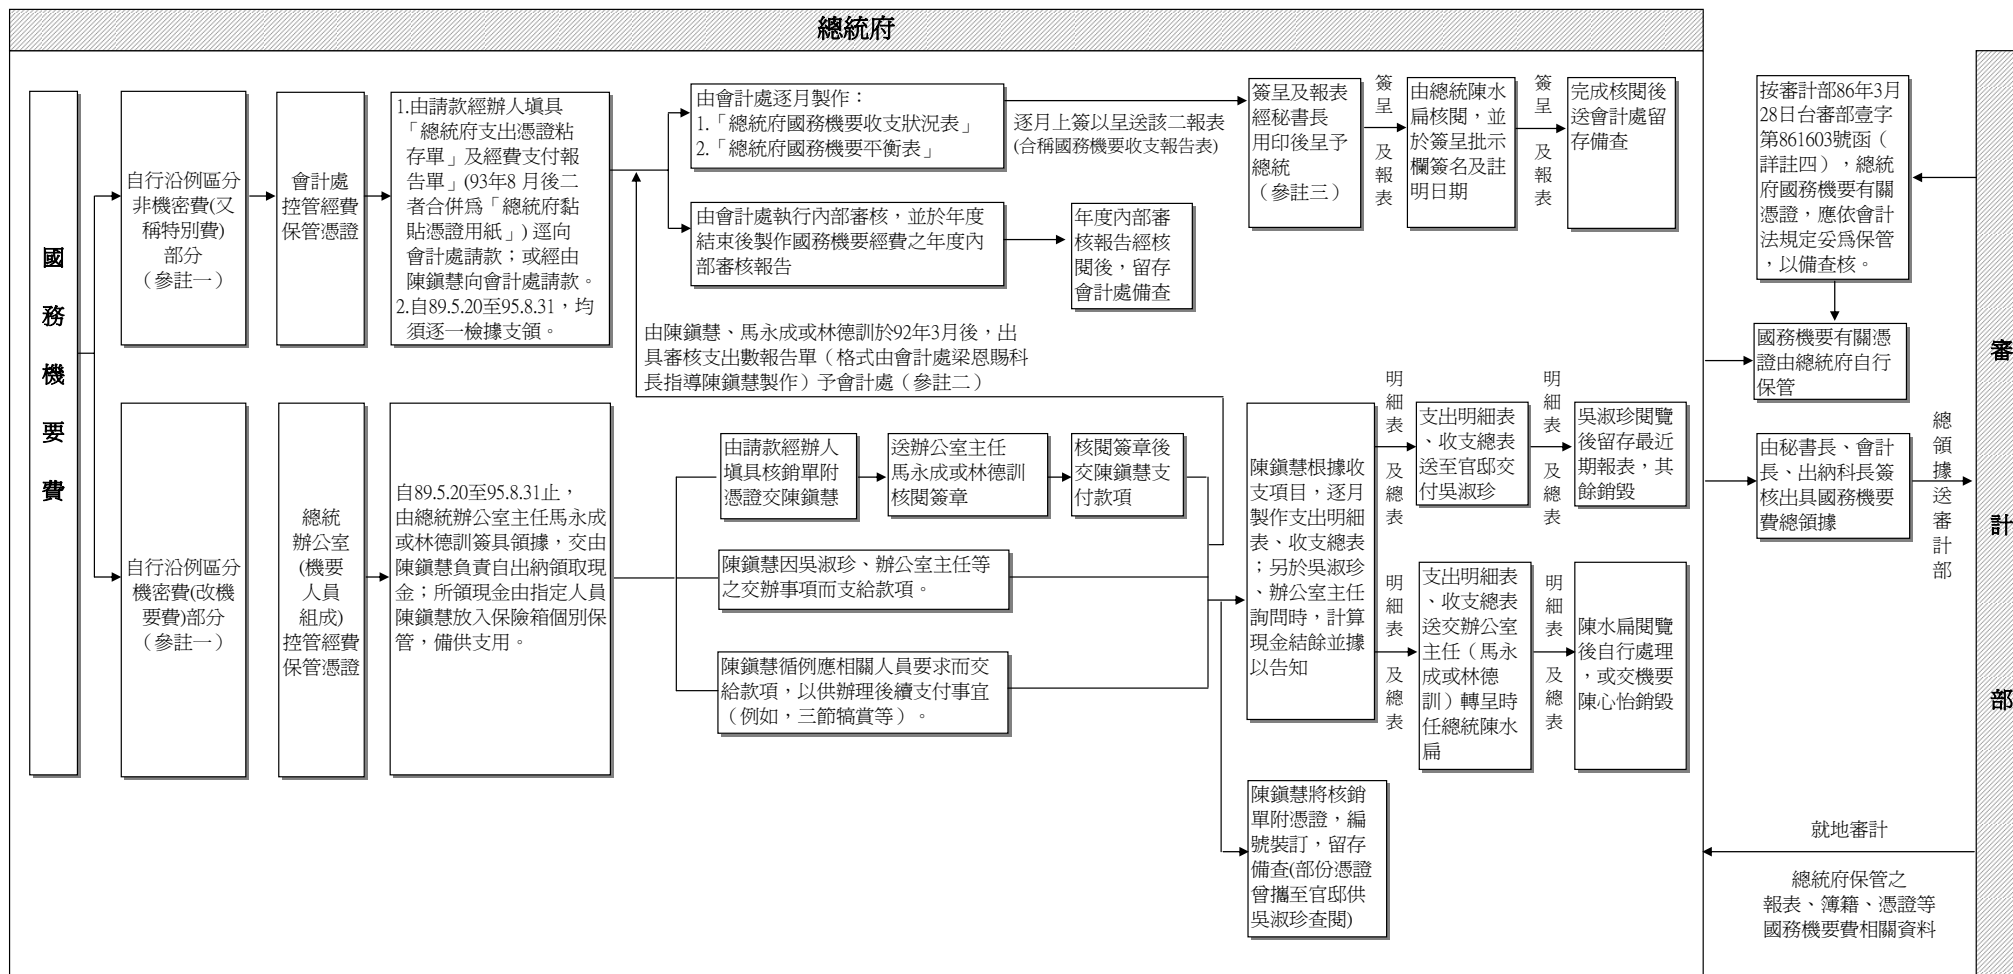 總統府
國務機要費
自行沿例區分
非機密費(又
稱特別費)
部分
（參註一）
會計處
控管經費
保管憑證
1.由請款經辦人填具
「總統府支出憑證粘
存單」及經費支付報
告單」(93年8 月後二
者合併為「總統府黏
貼憑證用紙」) 逕向
會計處請款；或經由
陳鎮慧向會計處請款。
2.自89.5.20至95.8.31，均
須逐一檢據支領。
由會計處逐月製作：
1.「總統府國務機要收支狀況表」
2.「總統府國務機要平衡表」
逐月上簽以呈送該二報表
(合稱國務機要收支報告表)
簽呈及報表
經秘書長
用印後呈予
總統
（參註三）
簽呈及報表
由總統陳水
扁核閱，並
於簽呈批示
欄簽名及註
明日期
簽呈及報表
完成核閱後
送會計處留
存備查
由會計處執行內部審核，並於年度
結束後製作國務機要經費之年度內
部審核報告
年度內部審
核報告經核
閱後，留存
會計處備查
由陳鎮慧、馬永成或林德訓於92年3月後，出
具審核支出數報告單（格式由會計處梁恩賜科
長指導陳鎮慧製作）予會計處（參註二）
自行沿例區分
機密費(改機
要費)部分
（參註一）
總統
辦公室
(機要
人員
組成)
控管經費
保管憑證
自89.5.20至95.8.31止，
由總統辦公室主任馬永成
或林德訓簽具領據，交由
陳鎮慧負責自出納領取現
金；所領現金由指定人員
陳鎮慧放入保險箱個別保
管，備供支用。
由請款經辦人
填具核銷單附
憑證交陳鎮慧
送辦公室主任
馬永成或林德訓
核閱簽章
核閱簽章後
交陳鎮慧支
付款項
陳鎮慧因吳淑珍、辦公室主任等
之交辦事項而支給款項。
陳鎮慧循例應相關人員要求而交
給款項，以供辦理後續支付事宜
（例如，三節犒賞等）。
陳鎮慧根據收
支項目，逐月
製作支出明細
表、收支總表
；另於吳淑珍
、辦公室主任
詢問時，計算
現金結餘並據
以告知
明細表及總表
支出明細表
、收支總表
送至官邸交
付吳淑珍
明細表及總表
吳淑珍閱覽
後留存最近
期報表，其
餘銷毀
明細表及總表
支出明細表
、收支總表
送交辦公室
主任（馬永
成或林德
訓）轉呈時
任總統陳水
扁
明細表及總表
陳水扁閱覽
後自行處理
，或交機要
陳心怡銷毀
陳鎮慧將核銷
單附憑證，編
號裝訂，留存
備查(部份憑證
曾攜至官邸供
吳淑珍查閱)
按審計部86年3月
28日台審部壹字
第861603號函（
詳註四），總統
府國務機要有關
憑證，應依會計
法規定妥為保管
，以備查核。
國務機要有關憑
證由總統府自行
保管
由秘書長、會計
長、出納科長簽
核出具國務機要
費總領據
總領據送審計部
就地審計
總統府保管之
報表、簿籍、憑證等
國務機要費相關資料
審計部